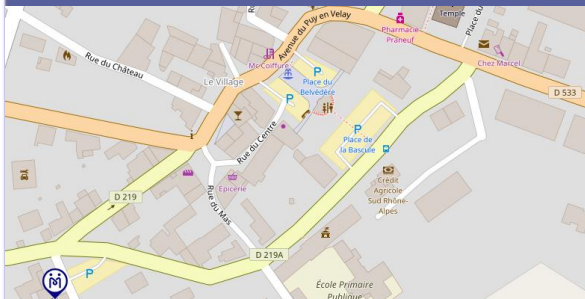 Temple
Place du
Avenue du Puy en Velay
Pharmacie
Praneuf
Chez Marcel
Mc Coiffure
Rue du Château
Le Village
P
Place du
Belvédère
P
D 533
P
Place de
la Bascule
Rue du Centre
i
Epicerie
Rue du Mas
Crédit
Agricole
Sud Rhône-
Alpes
D 219
D 219A
P
École Primaire
Publique